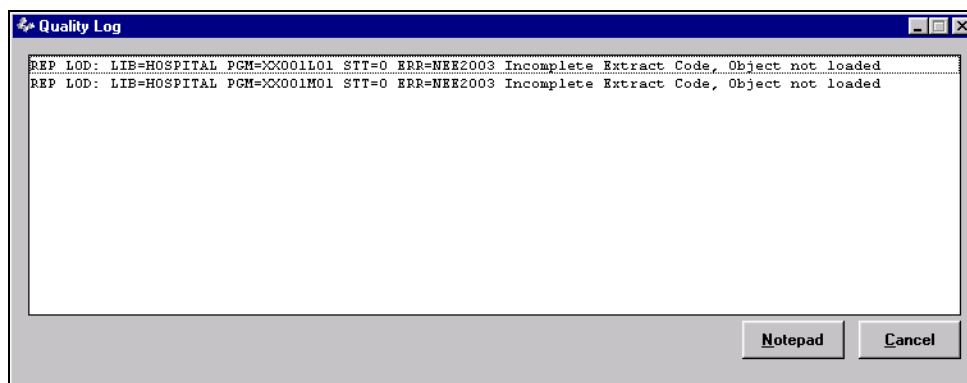 Quality Log
REP LOD: LIB=HOSPITAL PGM=XX001L01 STT=0 ERR=NEE2003 Incomplete Extract Code, Object not loaded
REP LOD: LIB=HOSPITAL PGM=XX001M01 STT=0 ERR=NEE2003 Incomplete Extract Code, Object not loaded
Notepad Cancel